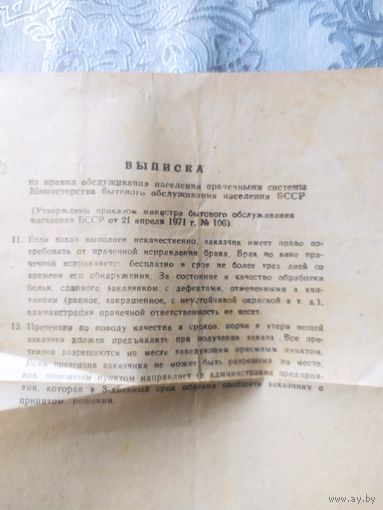 ВЫПИСКА
из правил обслуживания населения прачечными системы
Министерства бытового обслуживания населения БССР
(Утверждены приказом министра бытового обслуживания
населения БССР от 21 апреля 1971 г. № 106)
11. Если заказ выполнен некачественно, заказчик имеет право по-
требовать от прачечной исправления брака. Брак по вине пра-
чечной исправляется бесплатно в срок не более трех дней со
времени его обнаружения. За состояние и качество обработки
белья, сданного заказчиком с дефектами, отмеченными в кви-
танции (рваное, закрашенное, с неустойчивой окраской и т. д.),
администрация прачечной ответственность не несет.
13. Претензии по поводу качества и сроков, порчи и утери вещей
заказчик должен предъявлять при получении заказа. Все пре-
тензии разрешаются на месте заведующим приемным пунктом.
Если претензия заказчика не может быть разрешена на месте,
зав. приемным пунктом направляет ее администрации предприя-
тия, которая в 3-дневный срок обязана сообщить заказчику о
принятом решении.
ay.by